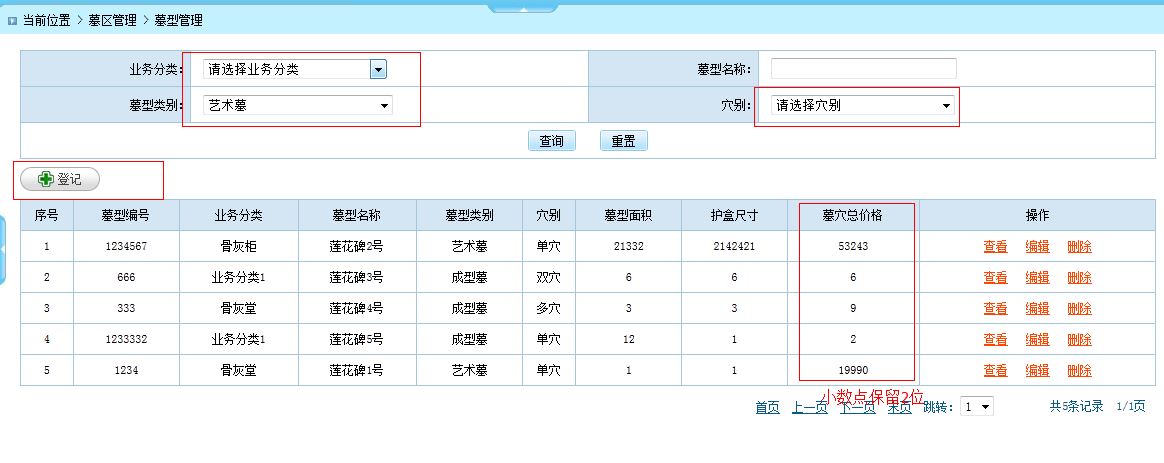 当前位置 > 墓区管理 > 墓型管理
业务分类: 请选择业务分类 墓型名称:
墓型类别: 艺术墓 穴别: 请选择穴别
查询 重置
登记
序号 墓型编号 业务分类 墓型名称 墓型类别 穴别 墓型面积 护盒尺寸 墓穴总价格 操作
1 1234567 骨灰柜 莲花碑2号 艺术墓 单穴 21332 2142421 53243 查看 编辑 删除
2 666 业务分类1 莲花碑3号 成型墓 双穴 6 6 6 查看 编辑 删除
3 333 骨灰堂 莲花碑4号 成型墓 多穴 3 3 9 查看 编辑 删除
4 1233332 业务分类1 莲花碑5号 成型墓 单穴 12 1 2 查看 编辑 删除
5 1234 骨灰堂 莲花碑1号 艺术墓 单穴 1 1 19990 查看 编辑 删除
小数点保留2位
首页 上一页 下一页 末页 跳转: 1 共5条记录 1/1页